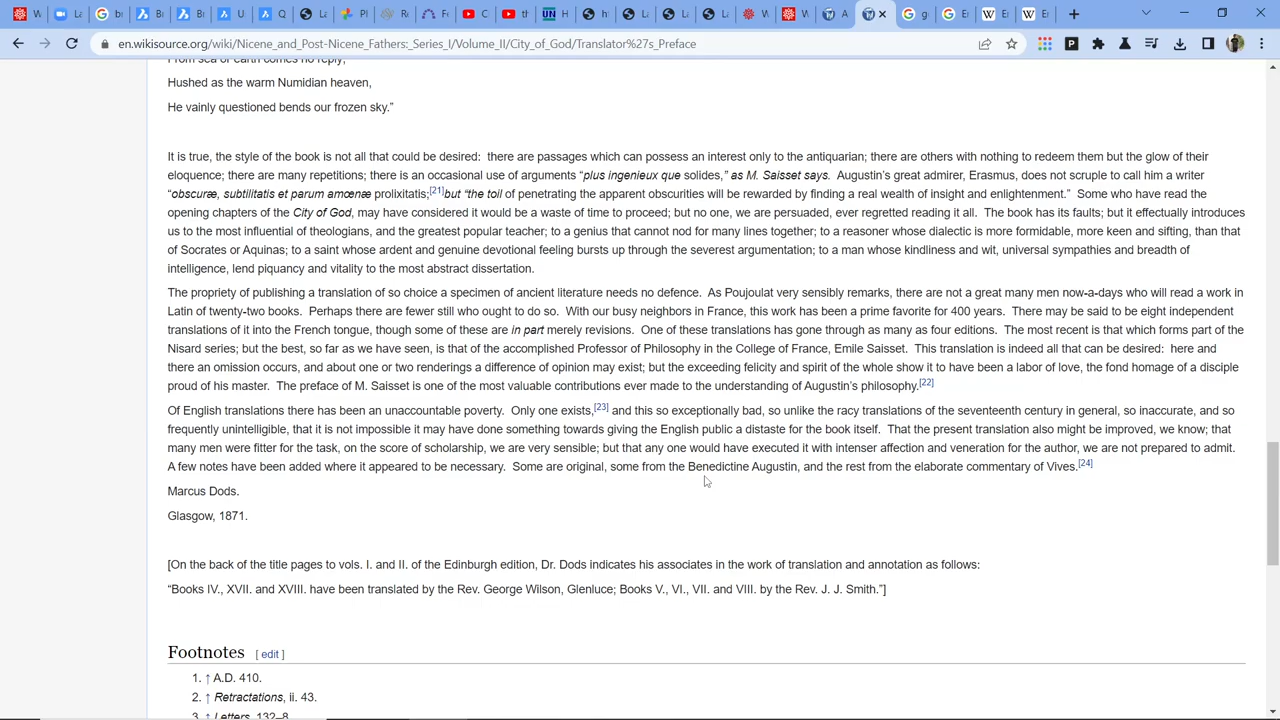 en.wikisource.org/wiki/Nicene_and_Post-Nicene_Fathers:_Series_I/Volume_II/City_of_God/Translator%27s_Preface
From sea or earth comes no reply;
Hushed as the warm Numidian heaven,
He vainly questioned bends our frozen sky.”
It is true, the style of the book is not all that could be desired:  there are passages which can possess an interest only to the antiquarian; there are others with nothing to redeem them but the glow of their
eloquence; there are many repetitions; there is an occasional use of arguments “plus ingenieux que solides,” as M. Saisset says.  Augustin’s great admirer, Erasmus, does not scruple to call him a writer
“obscuræ, subtilitatis et parum amœnæ prolixitatis;[21]but “the toil of penetrating the apparent obscurities will be rewarded by finding a real wealth of insight and enlightenment.”  Some who have read the
opening chapters of the City of God, may have considered it would be a waste of time to proceed; but no one, we are persuaded, ever regretted reading it all.  The book has its faults; but it effectually introduces
us to the most influential of theologians, and the greatest popular teacher; to a genius that cannot nod for many lines together; to a reasoner whose dialectic is more formidable, more keen and sifting, than that
of Socrates or Aquinas; to a saint whose ardent and genuine devotional feeling bursts up through the severest argumentation; to a man whose kindliness and wit, universal sympathies and breadth of
intelligence, lend piquancy and vitality to the most abstract dissertation.
The propriety of publishing a translation of so choice a specimen of ancient literature needs no defence.  As Poujoulat very sensibly remarks, there are not a great many men now-a-days who will read a work in
Latin of twenty-two books.  Perhaps there are fewer still who ought to do so.  With our busy neighbors in France, this work has been a prime favorite for 400 years.  There may be said to be eight independent
translations of it into the French tongue, though some of these are in part merely revisions.  One of these translations has gone through as many as four editions.  The most recent is that which forms part of the
Nisard series; but the best, so far as we have seen, is that of the accomplished Professor of Philosophy in the College of France, Emile Saisset.  This translation is indeed all that can be desired:  here and
there an omission occurs, and about one or two renderings a difference of opinion may exist; but the exceeding felicity and spirit of the whole show it to have been a labor of love, the fond homage of a disciple
proud of his master.  The preface of M. Saisset is one of the most valuable contributions ever made to the understanding of Augustin’s philosophy.[22]
Of English translations there has been an unaccountable poverty.  Only one exists,[23] and this so exceptionally bad, so unlike the racy translations of the seventeenth century in general, so inaccurate, and so
frequently unintelligible, that it is not impossible it may have done something towards giving the English public a distaste for the book itself.  That the present translation also might be improved, we know; that
many men were fitter for the task, on the score of scholarship, we are very sensible; but that any one would have executed it with intenser affection and veneration for the author, we are not prepared to admit.
A few notes have been added where it appeared to be necessary.  Some are original, some from the Benedictine Augustin, and the rest from the elaborate commentary of Vives.[24]
Marcus Dods.
Glasgow, 1871.
[On the back of the title pages to vols. I. and II. of the Edinburgh edition, Dr. Dods indicates his associates in the work of translation and annotation as follows:
“Books IV., XVII. and XVIII. have been translated by the Rev. George Wilson, Glenluce; Books V., VI., VII. and VIII. by the Rev. J. J. Smith.”]
Footnotes [ edit ]
1. ↑ A.D. 410.
2. ↑ Retractations, ii. 43.
3. ↑ Letters, 132–8.